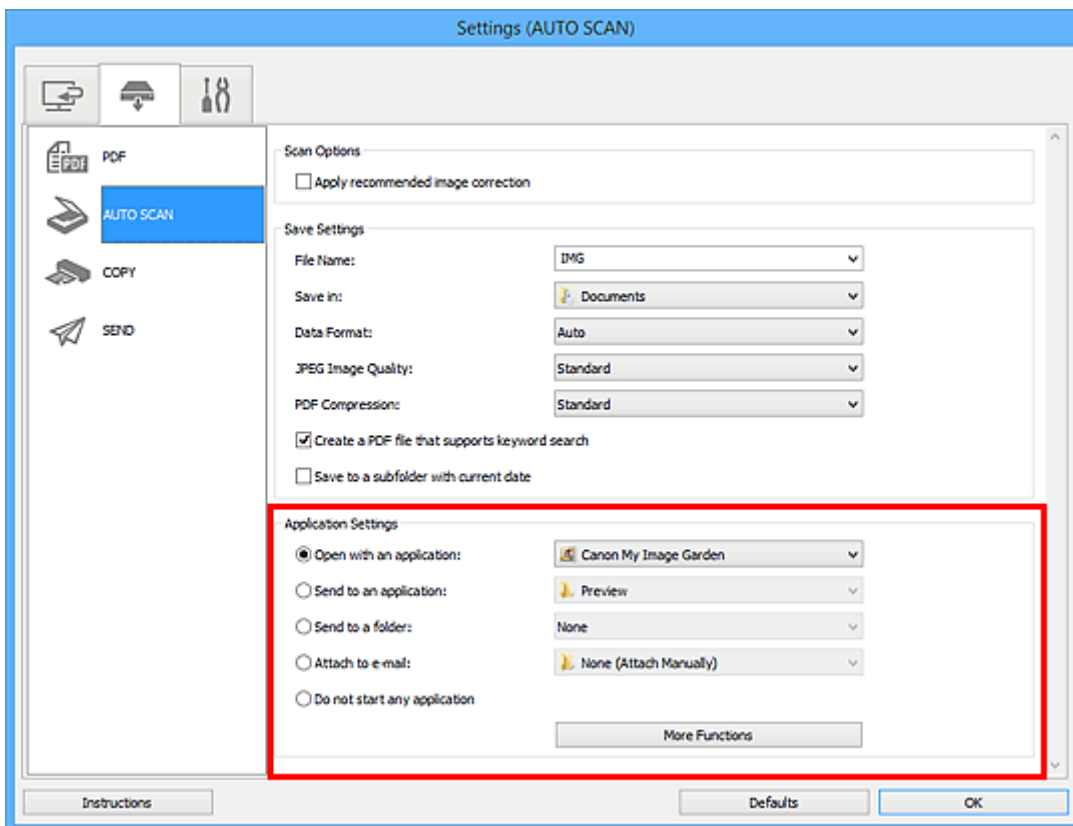 Settings (AUTO SCAN)
PDF
PDF
AUTO SCAN
COPY
SEND
Scan Options
Apply recommended image correction
Save Settings
File Name: IMG
Save in: Documents
Data Format: Auto
JPEG Image Quality: Standard
PDF Compression: Standard
Create a PDF file that supports keyword search
Save to a subfolder with current date
Application Settings
Open with an application: Canon My Image Garden
Send to an application: Preview
Send to a folder: None
Attach to e-mail: None (Attach Manually)
Do not start any application
More Functions
Instructions Defaults OK